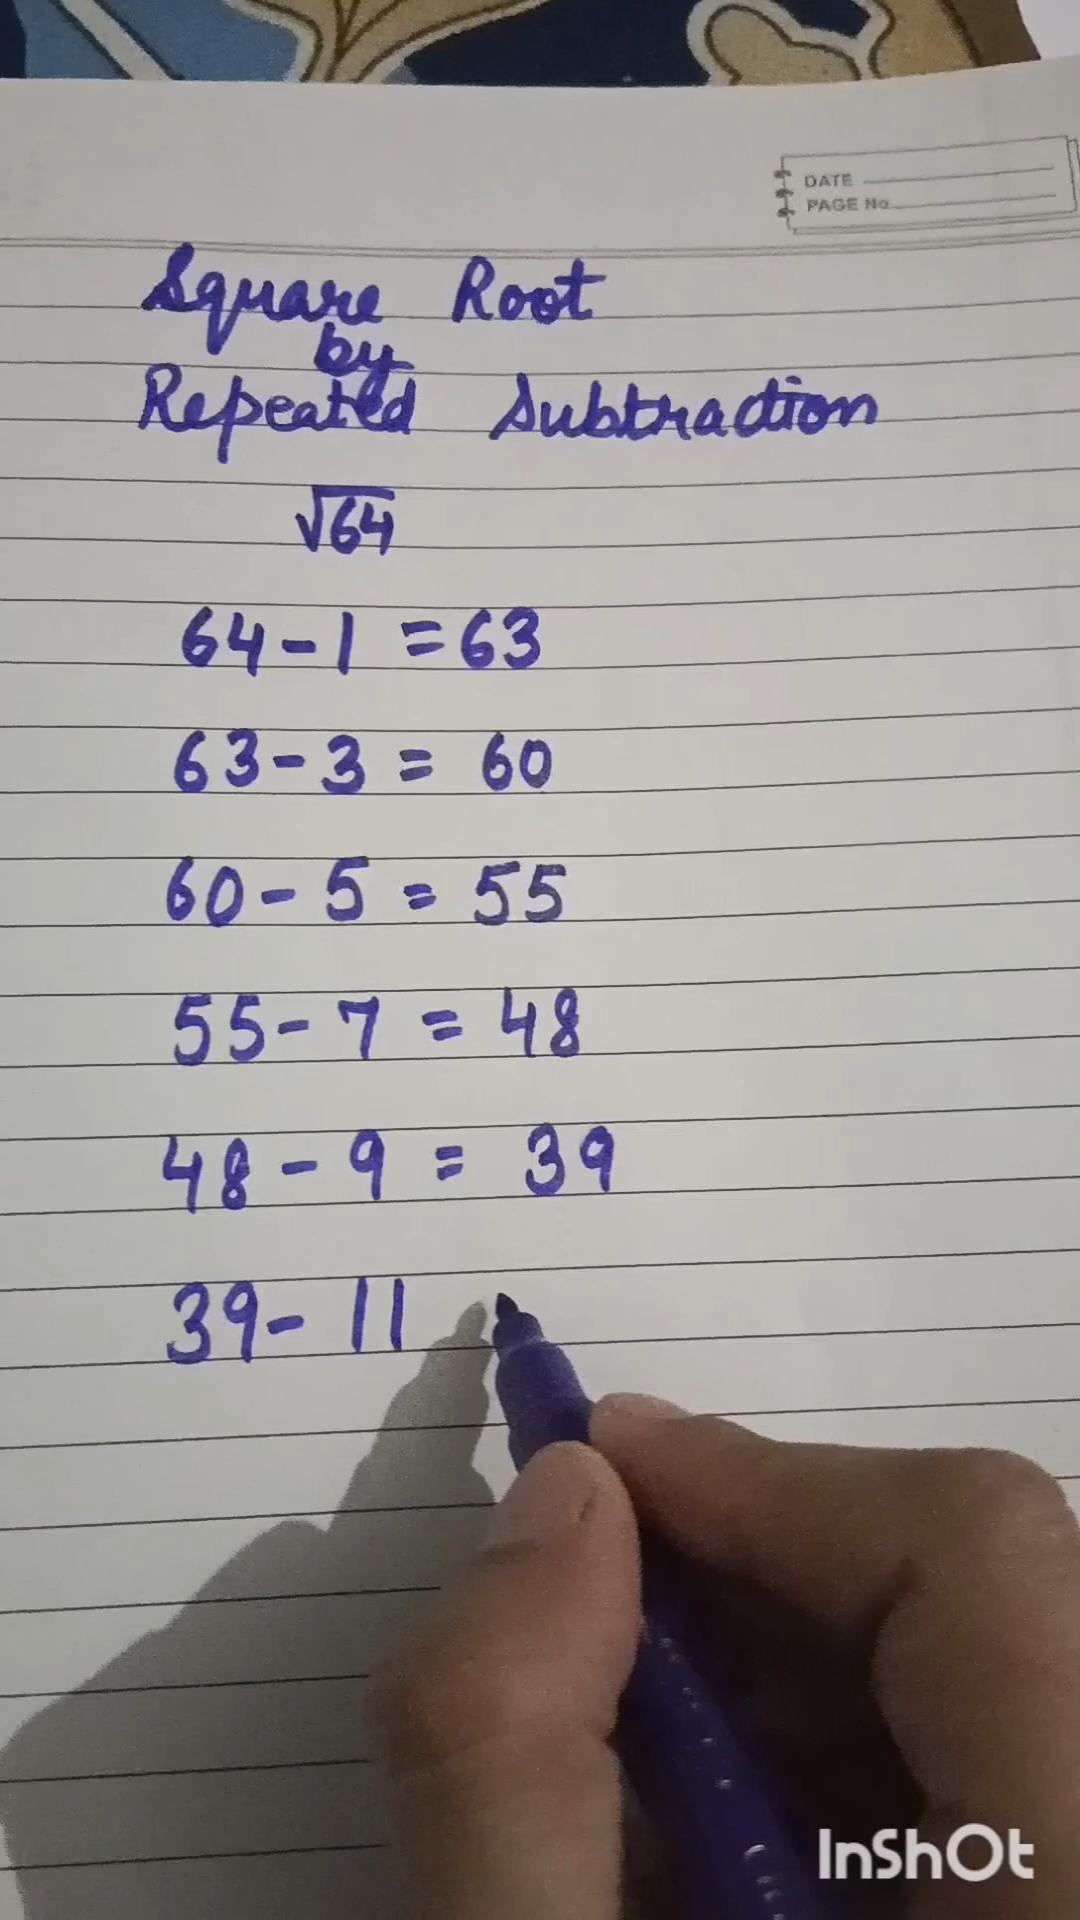 DATE
PAGE No
Square Root
by
Repeated Subtraction
√64
64 - 1 = 63
63 - 3 = 60
60 - 5 = 55
55 - 7 = 48
48 - 9 = 39
39 - 11
InShOt